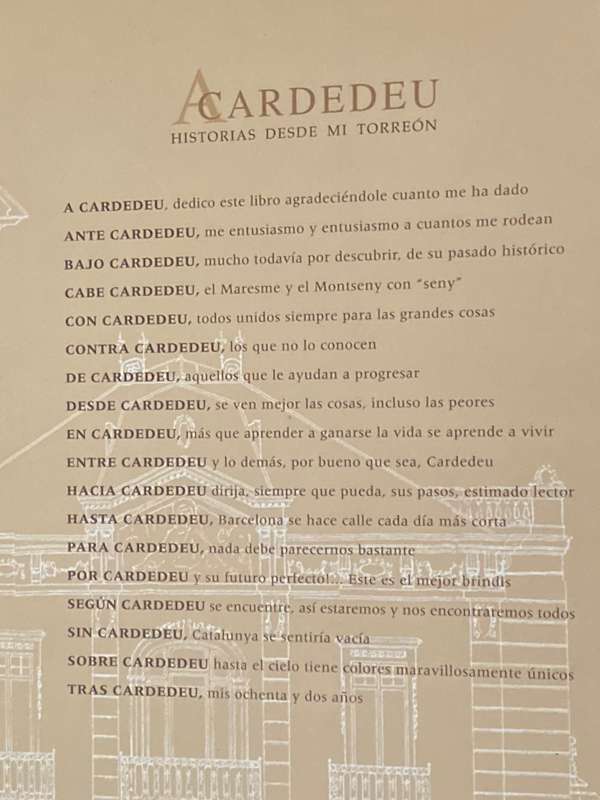 A CARDEDEU
HISTORIAS DESDE MI TORREÓN
A CARDEDEU, dedico este libro agradeciéndole cuanto me ha dado
ANTE CARDEDEU, me entusiasmo y entusiasmo a cuantos me rodean
BAJO CARDEDEU, mucho todavía por descubrir, de su pasado histórico
CABE CARDEDEU, el Maresme y el Montseny con "seny"
CON CARDEDEU, todos unidos siempre para las grandes cosas
CONTRA CARDEDEU, los que no lo conocen
DE CARDEDEU, aquellos que le ayudan a progresar
DESDE CARDEDEU, se ven mejor las cosas, incluso las peores
EN CARDEDEU, más que aprender a ganarse la vida se aprende a vivir
ENTRE CARDEDEU y lo demás, por bueno que sea, Cardedeu
HACIA CARDEDEU dirija, siempre que pueda, sus pasos, estimado lector
HASTA CARDEDEU, Barcelona se hace calle cada día más corta
PARA CARDEDEU, nada debe parecernos bastante
POR CARDEDEU y su futuro perfecto!... Este es el mejor brindis
SEGÚN CARDEDEU se encuentre, así estaremos y nos encontraremos todos
SIN CARDEDEU, Catalunya se sentiría vacía
SOBRE CARDEDEU hasta el cielo tiene colores maravillosamente únicos
TRAS CARDEDEU, mis ochenta y dos años